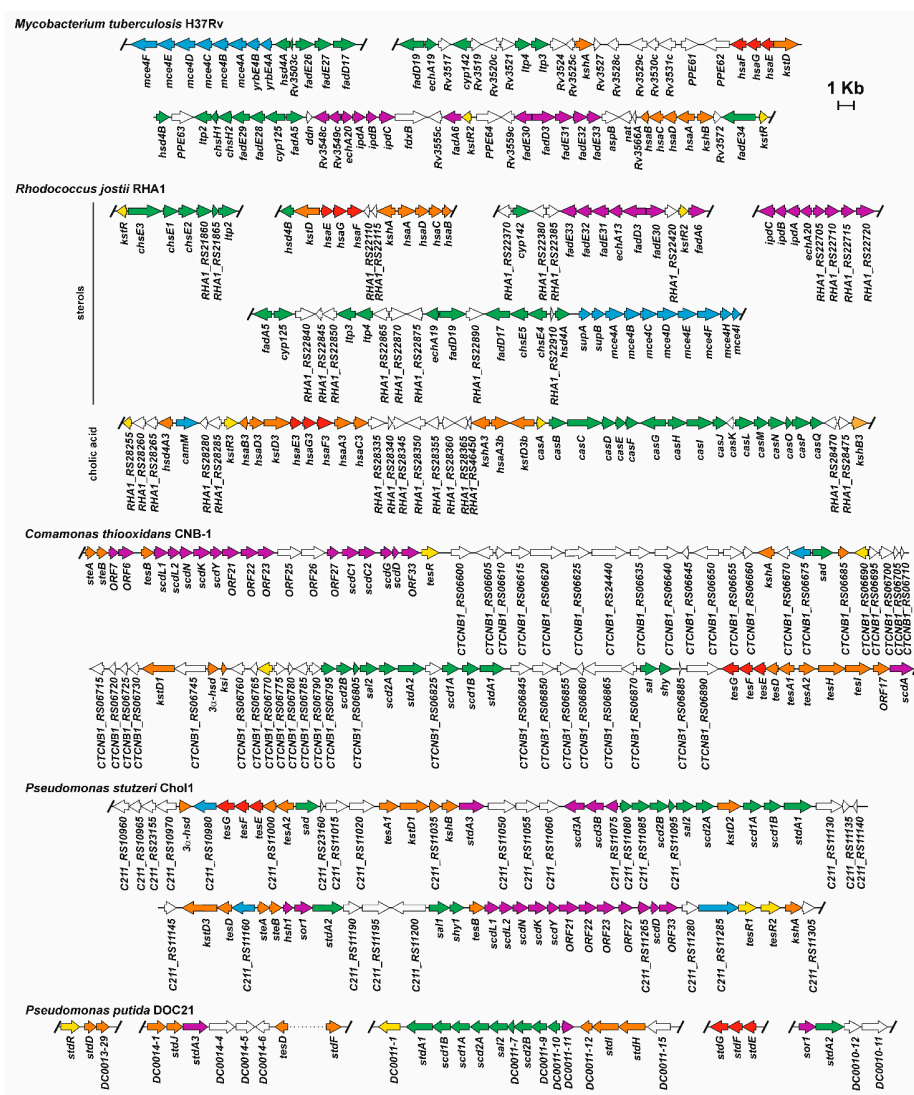 Mycobacterium tuberculosis H37Rv
mce4F mce4E mce4D mce4C mce4B mce4A yrbE4B yrbE4A hsd4A Rv3503c fadE26 fadE27 fadD17 fadD19 echA19 Rv3517 cyp142 Rv3519 Rv3520c Rv3521 ltp4 ltp3 Rv3524 Rv3525c kshA Rv3527 Rv3528c Rv3529c Rv3530c Rv3531c PPE61 PPE62 hsaF hsaG hsaE kstD
1 Kb
hsd4B PPE63 ltp2 chsH1 chsH2 fadE29 fadE28 cyp125 fadA5 ddn Rv3548c Rv3549c echA20 ipdA ipdB ipdC fdxB Rv3555c fadA6 kstR2 PPE64 Rv3559c fadE30 fadD3 fadE31 fadE32 fadE33 aspB nat Rv3566A hsaB hsaC hsaD hsaA kshB Rv3572 fadE34 kstR
Rhodococcus jostii RHA1
sterols
kstR chsE3 chsE1 chsE2 RHA1_RS21860 RHA1_RS21865 ltp2 hsd4B kstD hsaE hsaG hsaF RHA1_RS22110 RHA1_RS22115 kshA hsaA hsaD hsaC hsaB RHA1_RS22370 cyp142 RHA1_RS22380 RHA1_RS22385 fadE33 fadE32 fadE31 echA13 fadD3 fadE30 RHA1_RS22420 kstR2 fadA6 ipdC ipdB ipdA echA20 RHA1_RS22705 RHA1_RS22710 RHA1_RS22715 RHA1_RS22720
fadA5 cyp125 RHA1_RS22840 RHA1_RS22845 RHA1_RS22850 ltp3 ltp4 RHA1_RS22865 RHA1_RS22870 RHA1_RS22875 echA19 fadD19 RHA1_RS22890 fadD17 chsE5 chsE4 RHA1_RS22910 hsd4A supA supB mce4A mce4B mce4C mce4D mce4E mce4F mce4H mce4I
cholic acid
RHA1_RS28255 RHA1_RS28260 RHA1_RS28265 hsd4A3 camM RHA1_RS28280 RHA1_RS28285 kstR3 hsaB3 hsaD3 kstD3 hsaE3 hsaG3 hsaF3 hsaA3 hsaC3 RHA1_RS28335 RHA1_RS28340 RHA1_RS28345 RHA1_RS28350 RHA1_RS28355 RHA1_RS28360 RHA1_RS28365 RHA1_RS46450 kshA3 hsaA3b kstD3b casA casB casC casD casE casF casG casH casI casJ casK casL casM casN casO casP casQ RHA1_RS28470 RHA1_RS28475 kshB3
Comamonas thiooxidans CNB-1
steA steB ORF7 ORF6 tesB scdL1 scdL2 scdN scdK scdY ORF21 ORF22 ORF23 ORF25 ORF26 ORF27 scdC1 scdC2 scdG scdD ORF33 tesR CTCNB1_RS06600 CTCNB1_RS06605 CTCNB1_RS06610 CTCNB1_RS06615 CTCNB1_RS06620 CTCNB1_RS06625 CTCNB1_RS24440 CTCNB1_RS06635 CTCNB1_RS06640 CTCNB1_RS06645 CTCNB1_RS06650 CTCNB1_RS06655 CTCNB1_RS06660 kshA CTCNB1_RS06670 CTCNB1_RS06675 sad CTCNB1_RS06685 CTCNB1_RS06690 CTCNB1_RS06695 CTCNB1_RS06700 CTCNB1_RS06705 CTCNB1_RS06710
CTCNB1_RS06715 CTCNB1_RS06720 CTCNB1_RS06725 CTCNB1_RS06730 kstD1 CTCNB1_RS06745 3α-hsd ksi CTCNB1_RS06760 CTCNB1_RS06765 CTCNB1_RS06770 CTCNB1_RS06775 CTCNB1_RS06780 CTCNB1_RS06785 CTCNB1_RS06790 CTCNB1_RS06795 scd2B CTCNB1_RS06805 sal2 scd2A stdA2 CTCNB1_RS06825 scd1A scd1B stdA1 CTCNB1_RS06845 CTCNB1_RS06850 CTCNB1_RS06855 CTCNB1_RS06860 CTCNB1_RS06870 sal shy CTCNB1_RS06885 CTCNB1_RS06890 tesG tesF tesE tesD tesA1 tesA2 tesH tesI ORF17 scdA
Pseudomonas stutzeri Chol1
C211_RS10960 C211_RS10965 C211_RS23155 C211_RS10970 3α-hsd C211_RS10980 tesG tesF tesE C211_RS11000 tesA2 sad C211_RS23160 C211_RS11015 C211_RS11020 tesA1 kstD1 C211_RS11035 kshB stdA3 C211_RS11050 C211_RS11055 C211_RS11060 scd3A scd3B C211_RS11075 C211_RS11080 C211_RS11085 scd2B C211_RS11095 sal2 scd2A kstD2 scd1A scd1B stdA1 C211_RS11130 C211_RS11135 C211_RS11140
C211_RS11145 kstD3 tesD C211_RS11160 steA steB hsh1 sor1 stdA2 C211_RS11190 C211_RS11195 C211_RS11200 sal1 shy1 tesB scdL1 scdL2 scdN scdK scdY ORF21 ORF22 ORF23 ORF27 C211_RS11265 scdD ORF33 C211_RS11280 C211_RS11285 tesR1 tesR2 kshA C211_RS11305
Pseudomonas putida DOC21
stdR stdD DC0013-29 DC0014-1 stdJ stdA3 DC0014-4 DC0014-5 DC0014-6 tesD stdF DC0011-1 stdA1 scd1B scd1A scd2A sal2 DC0011-7 scd2B DC0011-9 DC0011-10 DC0011-11 DC0011-12 stdI stdH DC0011-15 stdG stdF stdE sor1 stdA2 DC0010-12 DC0010-11